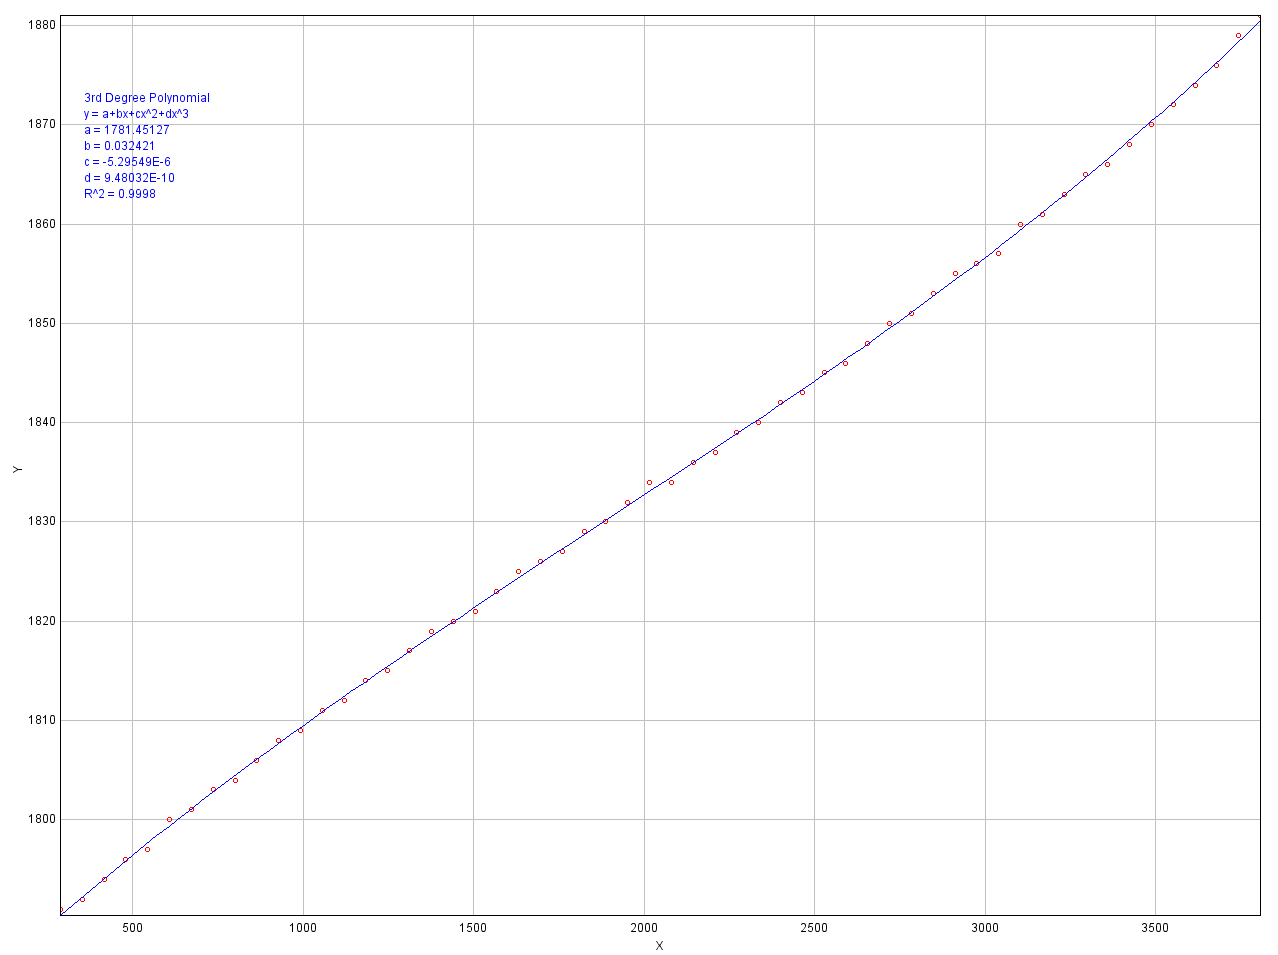 1880
3rd Degree Polynomial
y = a+bx+cx^2+dx^3
a = 1781.45127
b = 0.032421
c = -5.29549E-6
d = 9.48032E-10
R^2 = 0.9998
1870
1860
1850
1840
Y
1830
1820
1810
1800
500 1000 1500 2000 2500 3000 3500
X